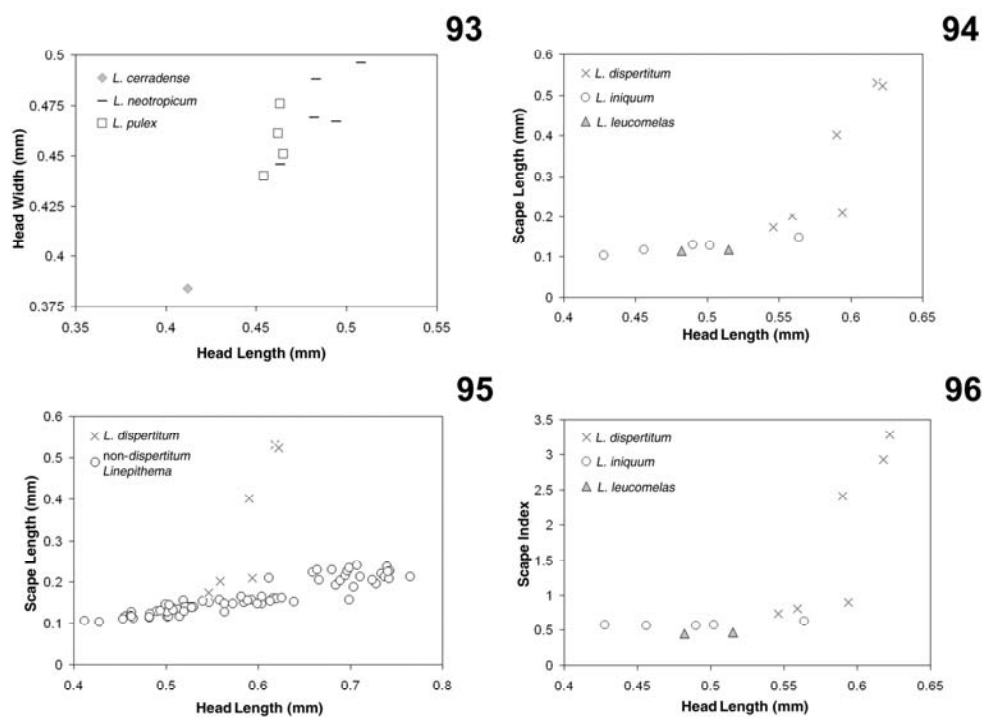 93
0.5
0.475
0.45
0.425
0.4
0.375
Head Width (mm)
L. cerradense
L. neotropicum
L. pulex
0.35
0.4
0.45
0.5
0.55
Head Length (mm)
94
0.6
0.5
0.4
0.3
0.2
0.1
0
Scape Length (mm)
L. dispertitum
L. iniquum
L. leucomelas
0.4
0.45
0.5
0.55
0.6
0.65
Head Length (mm)
95
0.6
0.5
0.4
0.3
0.2
0.1
0
Scape Length (mm)
L. dispertitum
non-dispertitum
Linepithema
0.4
0.5
0.6
0.7
0.8
Head Length (mm)
96
3.5
3
2.5
2
1.5
1
0.5
0
Scape Index
L. dispertitum
L. iniquum
L. leucomelas
0.4
0.45
0.5
0.55
0.6
0.65
Head Length (mm)